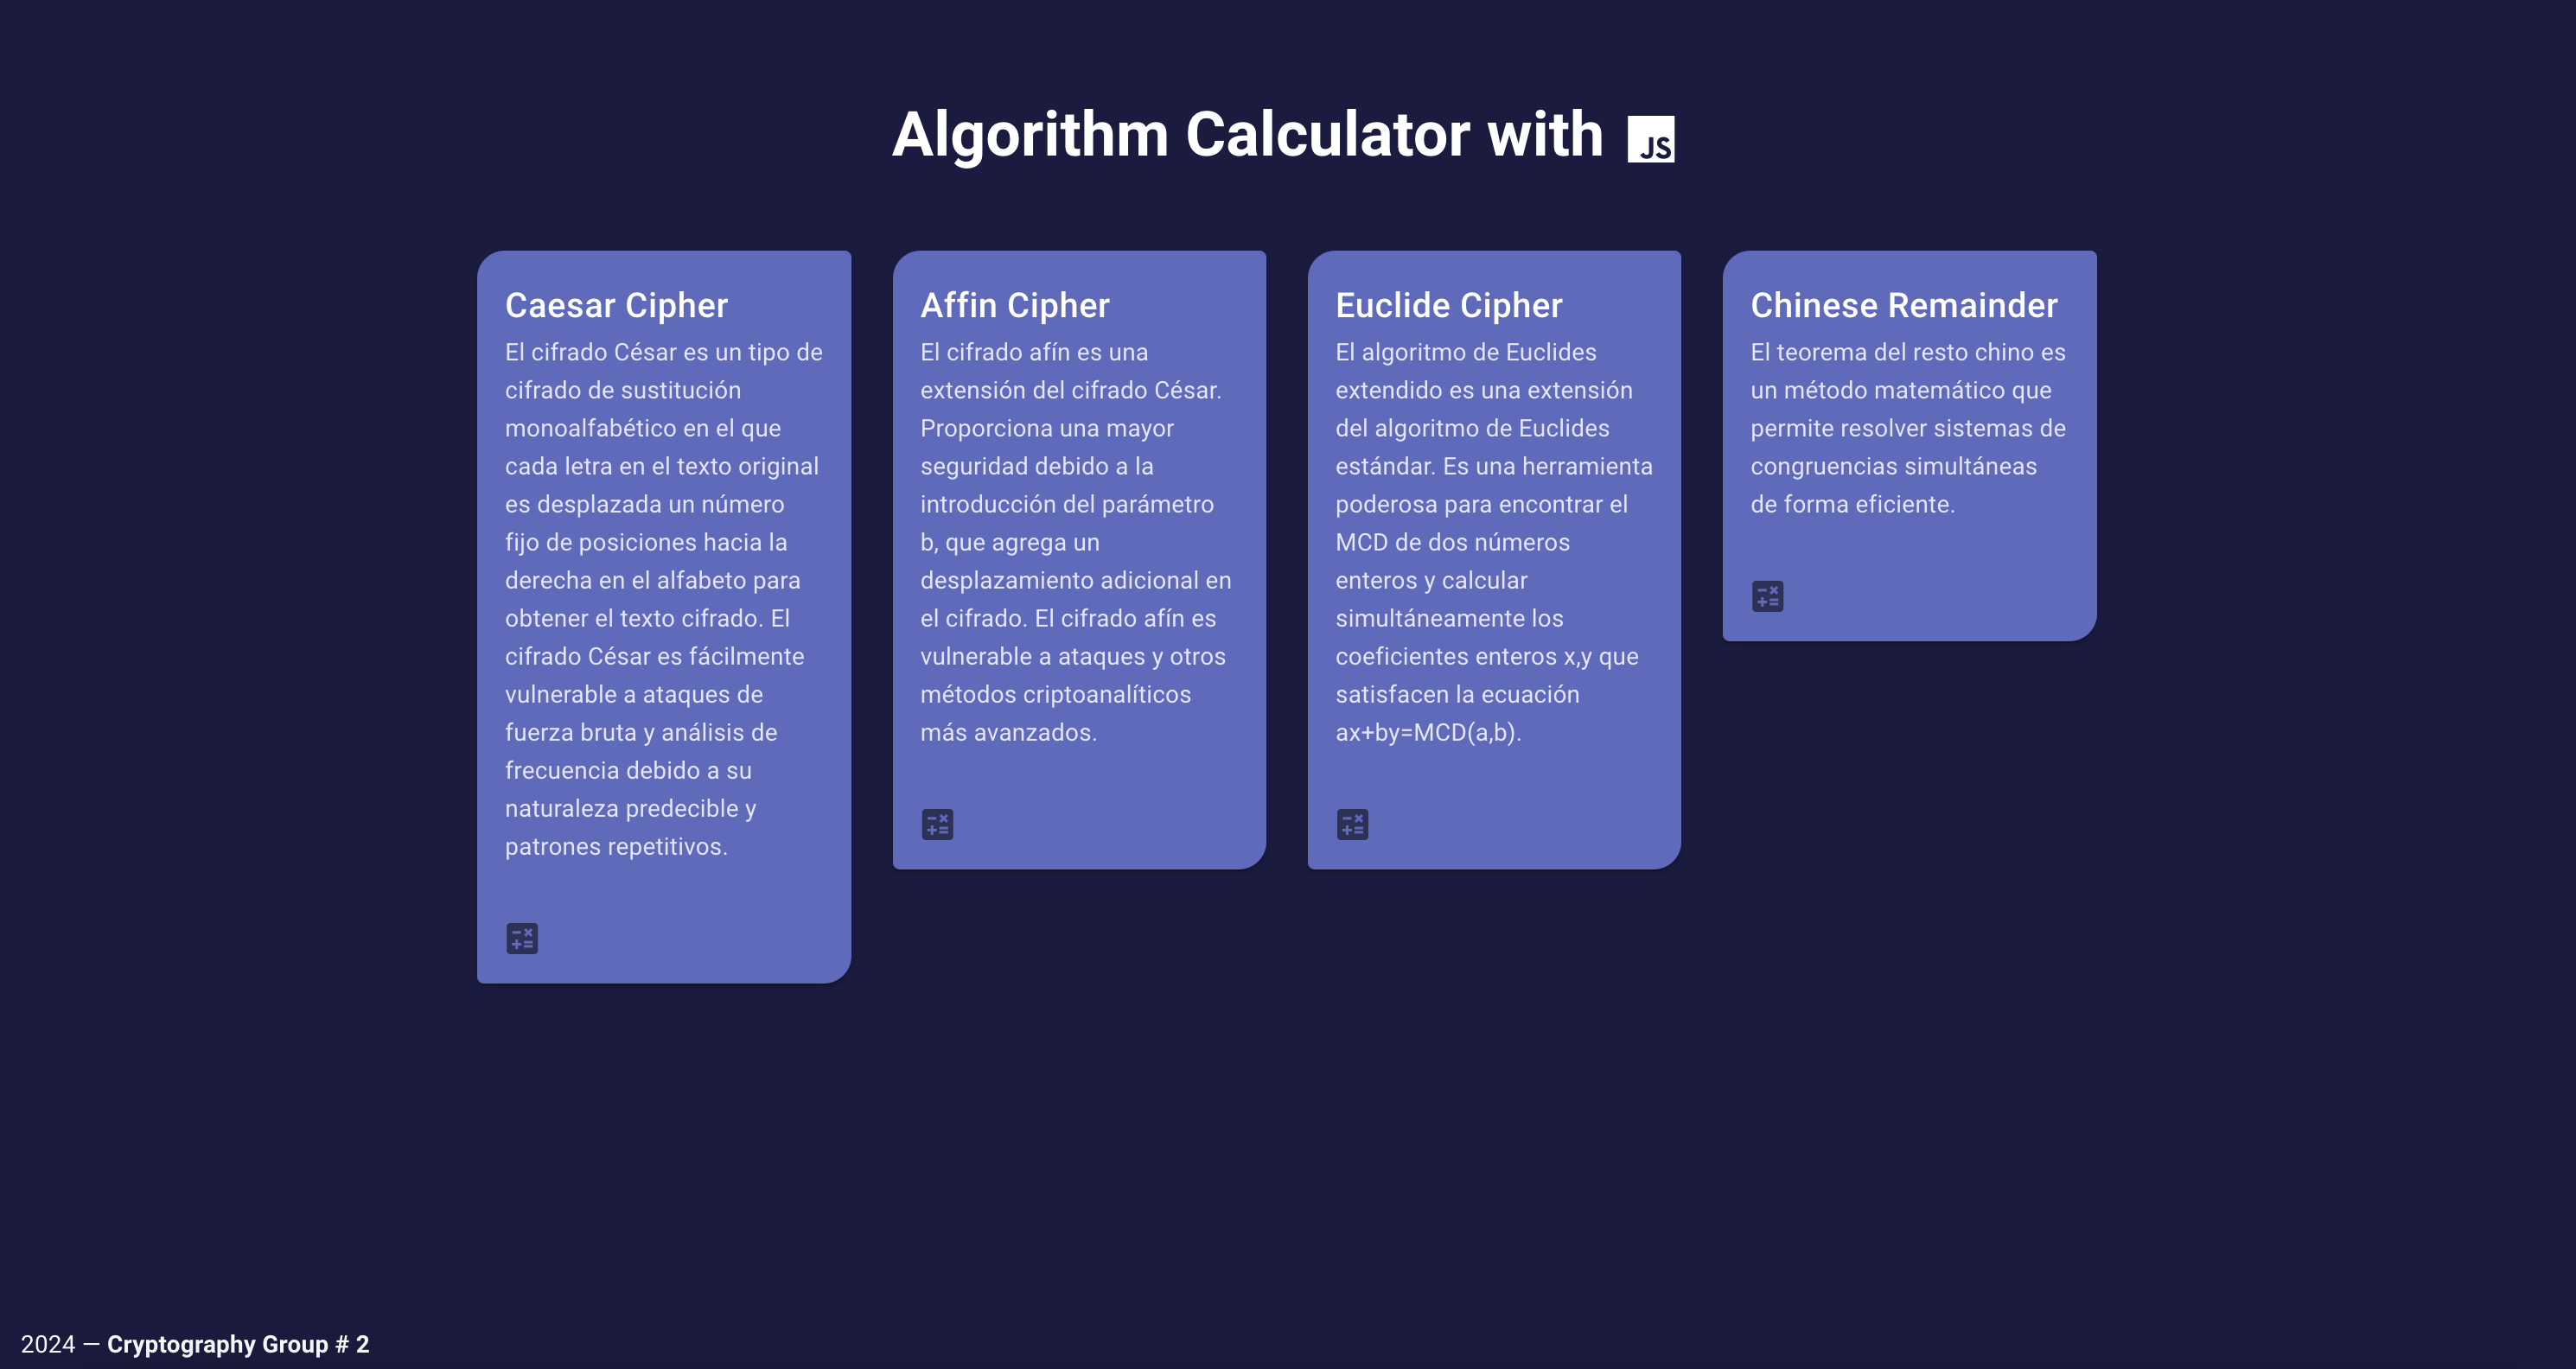 Algorithm Calculator with JS
Caesar Cipher
El cifrado César es un tipo de
cifrado de sustitución
monoalfabético en el que
cada letra en el texto original
es desplazada un número
fijo de posiciones hacia la
derecha en el alfabeto para
obtener el texto cifrado. El
cifrado César es fácilmente
vulnerable a ataques de
fuerza bruta y análisis de
frecuencia debido a su
naturaleza predecible y
patrones repetitivos.
Affin Cipher
El cifrado afín es una
extensión del cifrado César.
Proporciona una mayor
seguridad debido a la
introducción del parámetro
b, que agrega un
desplazamiento adicional en
el cifrado. El cifrado afín es
vulnerable a ataques y otros
métodos criptoanalíticos
más avanzados.
Euclide Cipher
El algoritmo de Euclides
extendido es una extensión
del algoritmo de Euclides
estándar. Es una herramienta
poderosa para encontrar el
MCD de dos números
enteros y calcular
simultáneamente los
coeficientes enteros x,y que
satisfacen la ecuación
ax+by=MCD(a,b).
Chinese Remainder
El teorema del resto chino es
un método matemático que
permite resolver sistemas de
congruencias simultáneas
de forma eficiente.
2024 — Cryptography Group # 2